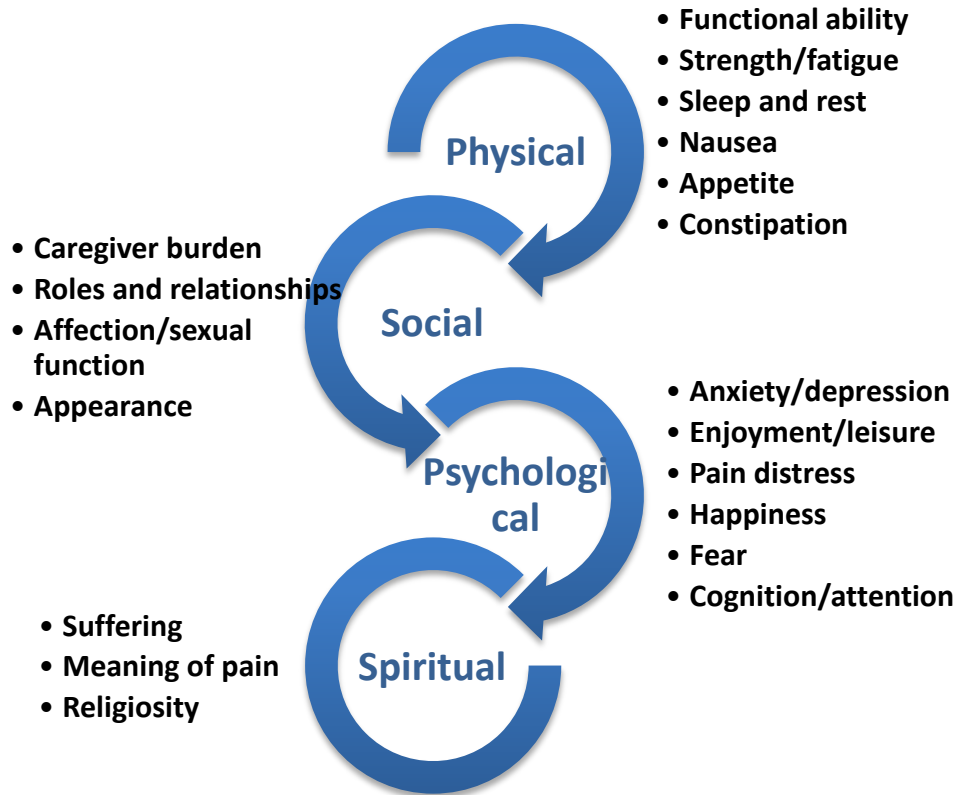 Physical
• Functional ability
• Strength/fatigue
• Sleep and rest
• Nausea
• Appetite
• Constipation
Social
• Caregiver burden
• Roles and relationships
• Affection/sexual
function
• Appearance
Psychologi
cal
• Anxiety/depression
• Enjoyment/leisure
• Pain distress
• Happiness
• Fear
• Cognition/attention
Spiritual
• Suffering
• Meaning of pain
• Religiosity